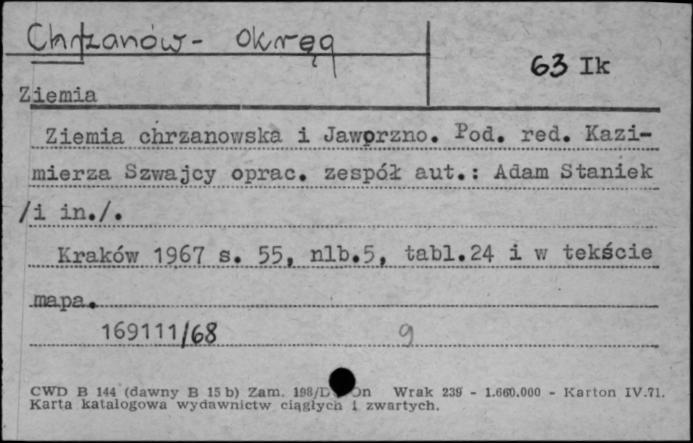 Chrzanów - okręg
63 Ik
Ziemia
Ziemia chrzanowska i Jaworzno. Pod. red. Kazi-
mierza Szwajcy oprac. zespół aut.: Adam Staniek
/i in./.
Kraków 1967 s. 55, nlb.5, tabl.24 i w tekście
mapa.
169111/68 g
CWD B 144 (dawny B 15 b) Zam. 198/D Wrak 239 - 1.660.000 - Karton IV.71.
Karta katalogowa wydawnictw ciągłych i zwartych.